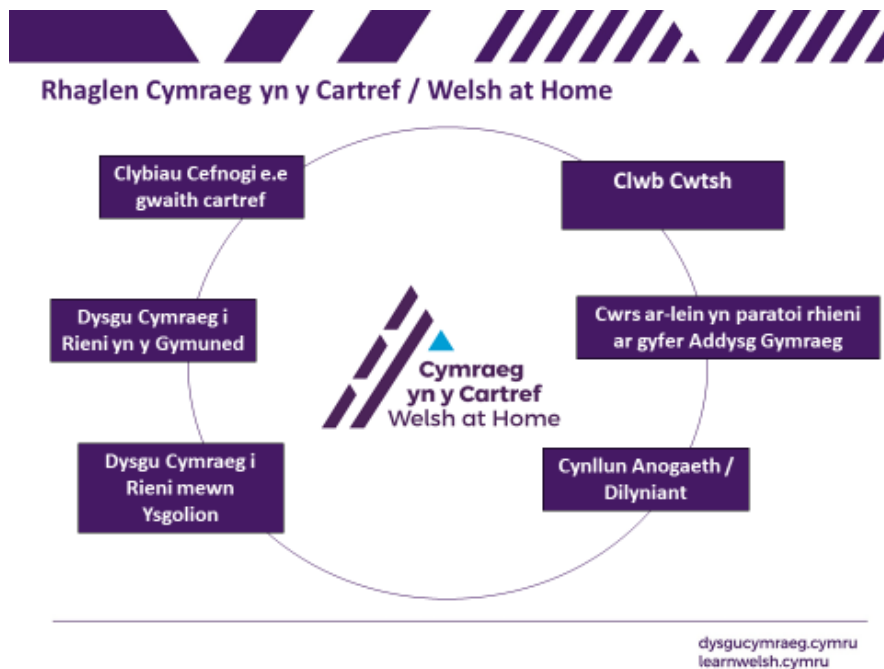 Rhaglen Cymraeg yn y Cartref / Welsh at Home
Clybiau Cefnogi e.e
gwaith cartref
Clwb Cwtsh
Dysgu Cymraeg i
Rieni yn y Gymuned
Cwrs ar-lein yn paratoi rhieni
ar gyfer Addysg Gymraeg
Cymraeg
yn y Cartref
Welsh at Home
Dysgu Cymraeg i
Rieni mewn
Ysgolion
Cynllun Anogaeth /
Dilyniant
dysgucymraeg.cymru
learnwelsh.cymru